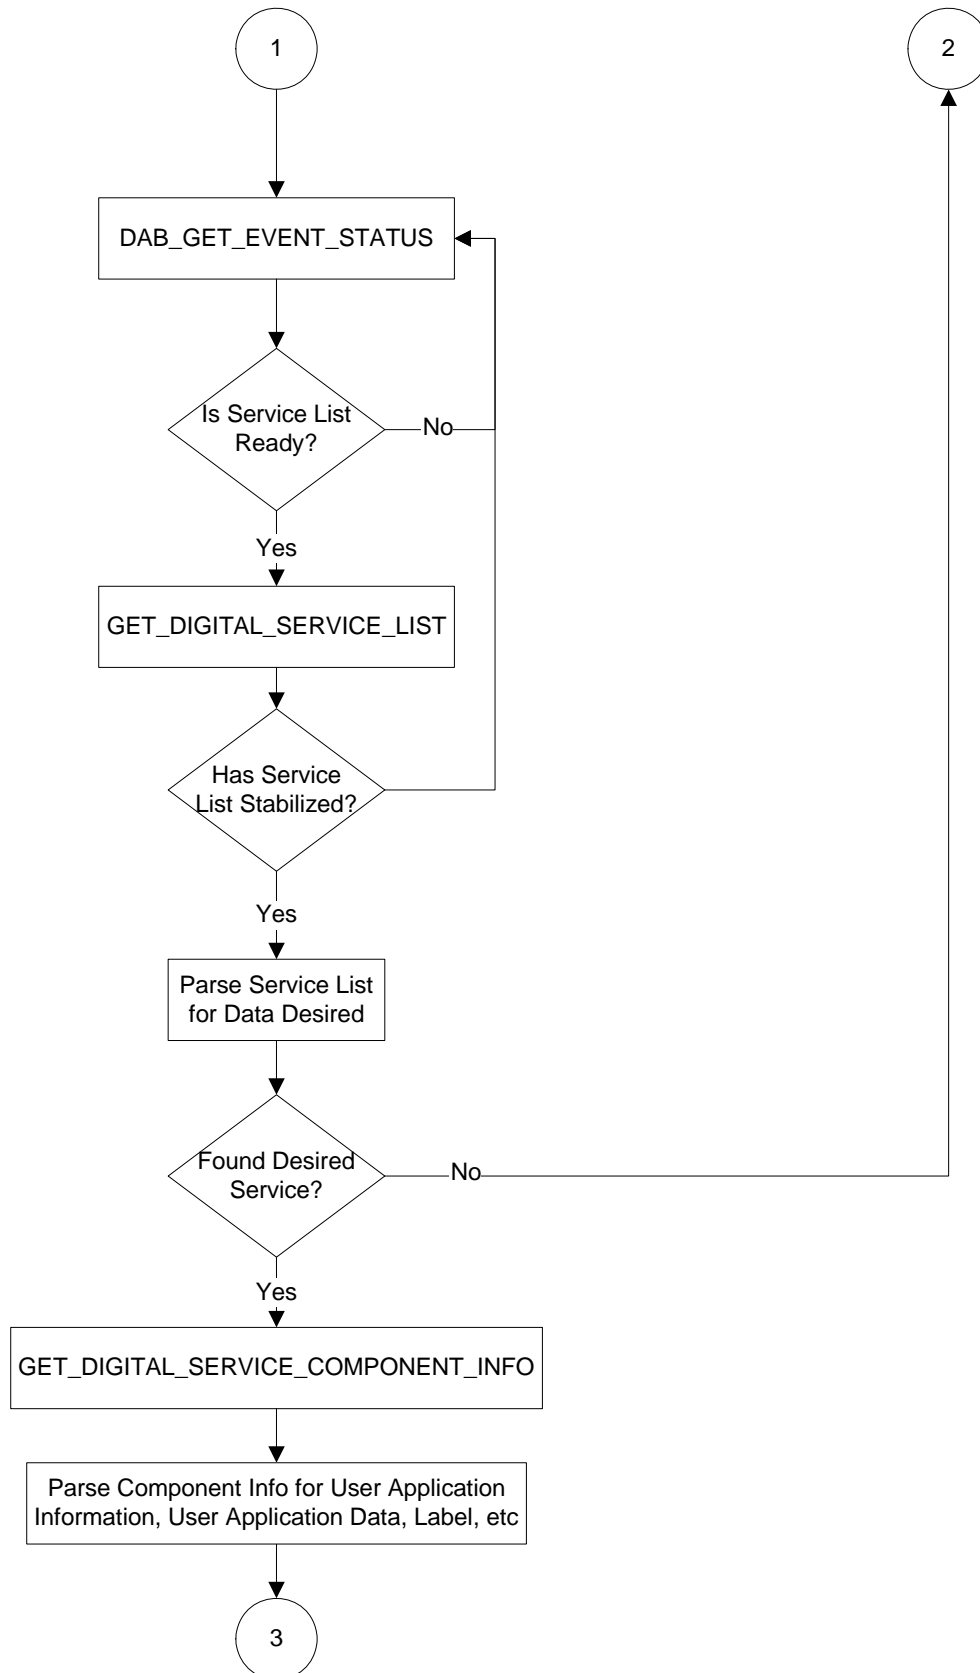 1
2
DAB_GET_EVENT_STATUS
Is Service List
Ready?
No
Yes
GET_DIGITAL_SERVICE_LIST
Has Service
List Stabilized?
Yes
Parse Service List
for Data Desired
Found Desired
Service?
No
Yes
GET_DIGITAL_SERVICE_COMPONENT_INFO
Parse Component Info for User Application
Information, User Application Data, Label, etc
3